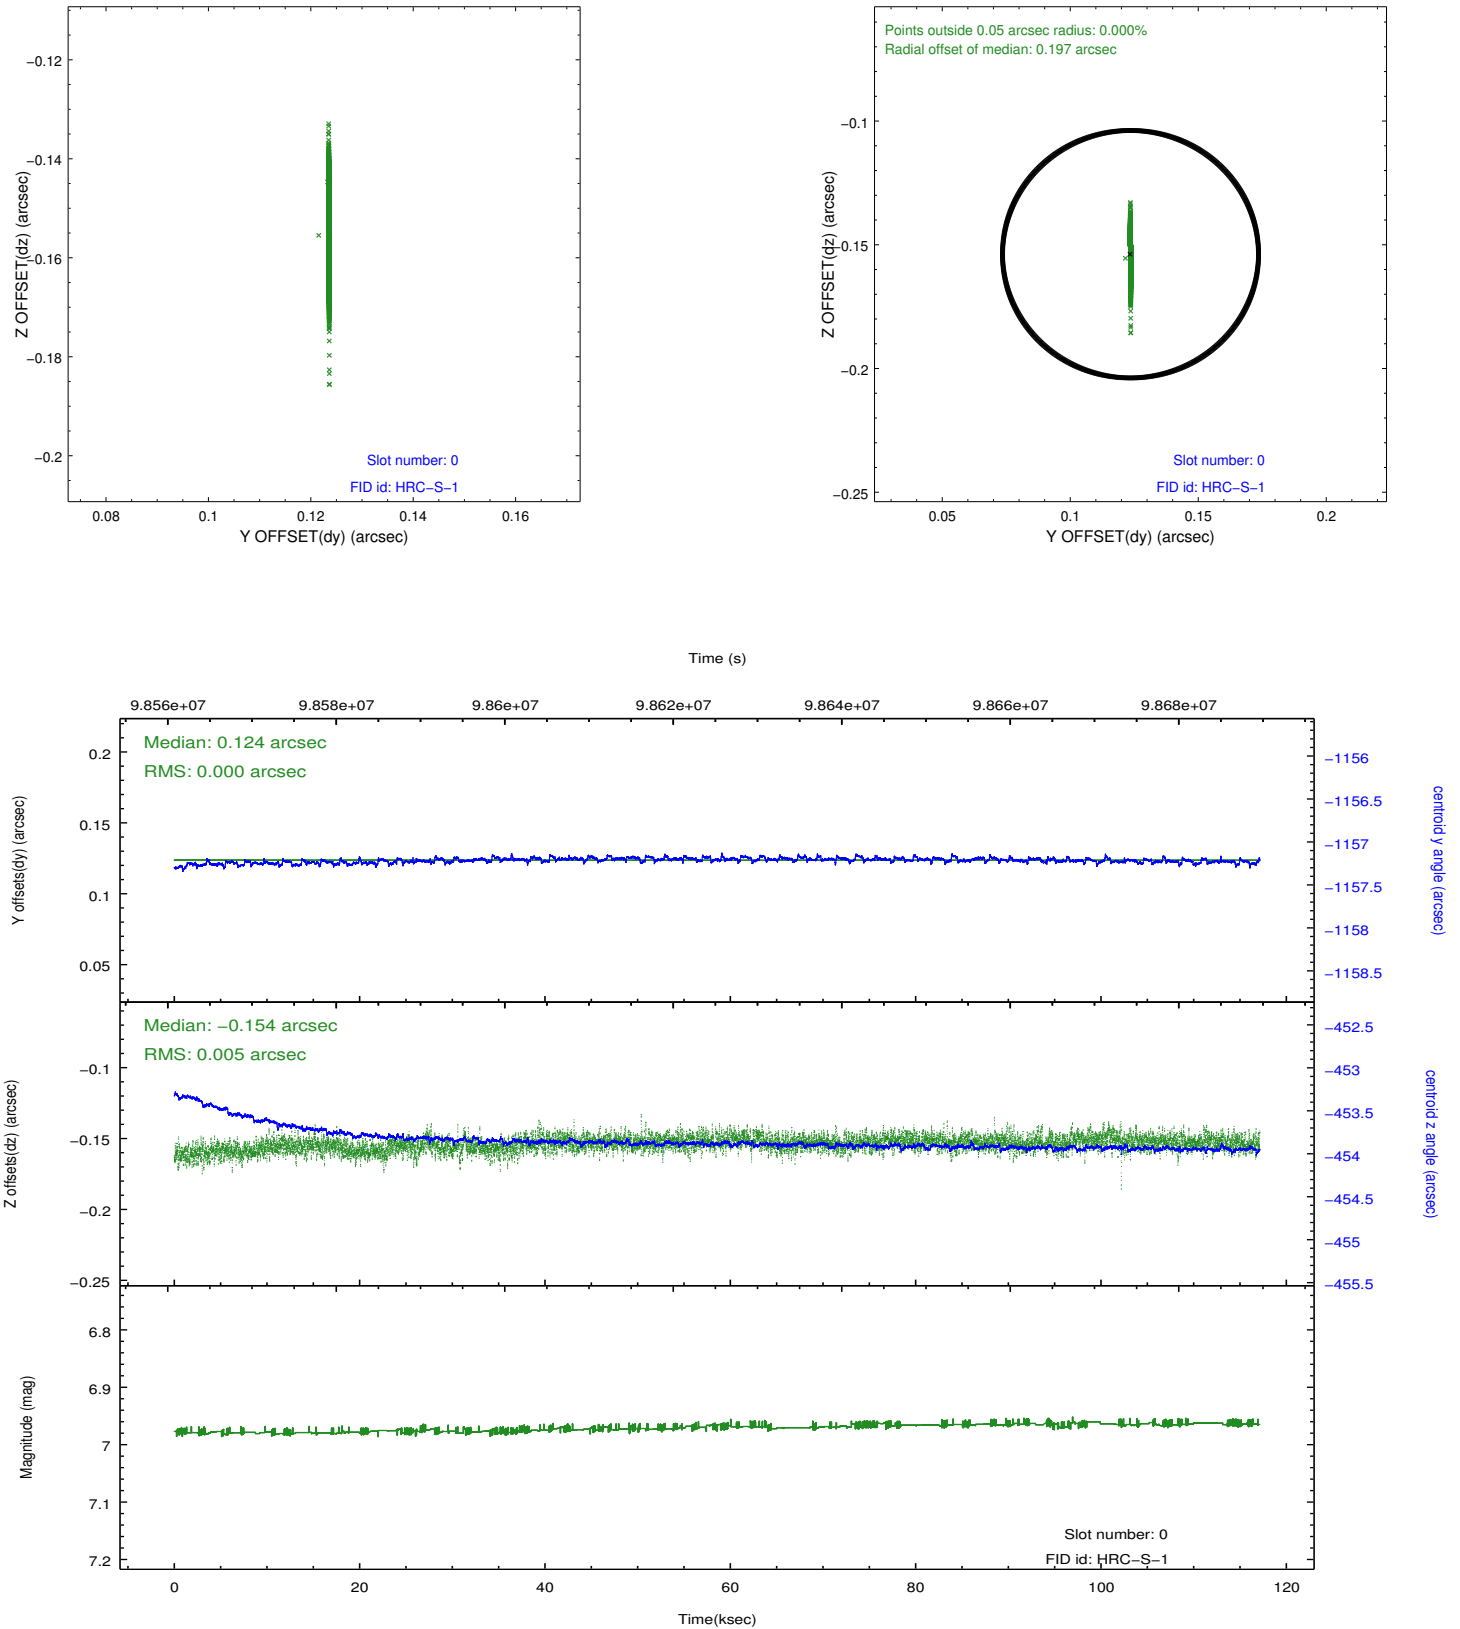 −0.12
−0.14
−0.16
−0.18
−0.2
Z OFFSET(dz) (arcsec)
Slot number: 0
FID id: HRC−S−1
0.08 0.1 0.12 0.14 0.16
Y OFFSET(dy) (arcsec)
Points outside 0.05 arcsec radius: 0.000%
Radial offset of median: 0.197 arcsec
−0.1
−0.15
−0.2
−0.25
Z OFFSET(dz) (arcsec)
Slot number: 0
FID id: HRC−S−1
0.05 0.1 0.15 0.2
Y OFFSET(dy) (arcsec)
Time (s)
9.856e+07 9.858e+07 9.86e+07 9.862e+07 9.864e+07 9.866e+07 9.868e+07
Median: 0.124 arcsec
RMS: 0.000 arcsec
0.2
0.15
0.1
0.05
Y offsets(dy) (arcsec)
−1156
−1156.5
−1157
−1157.5
−1158
−1158.5
centroid y angle (arcsec)
Median: −0.154 arcsec
RMS: 0.005 arcsec
−0.1
−0.15
−0.2
−0.25
Z offsets(dz) (arcsec)
−452.5
−453
−453.5
−454
−454.5
−455
−455.5
centroid z angle (arcsec)
6.8
6.9
7
7.1
7.2
Magnitude (mag)
Slot number: 0
FID id: HRC−S−1
0 20 40 60 80 100 120
Time(ksec)